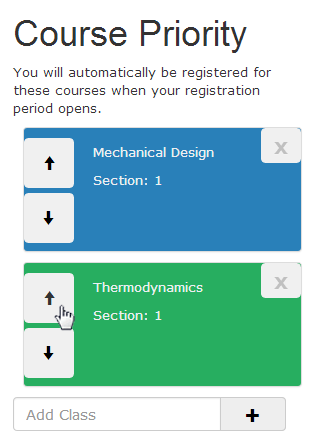 Course Priority
You will automatically be registered for
these courses when your registration
period opens.
Mechanical Design
x
Section: 1
Thermodynamics
x
Section: 1
Add Class
+